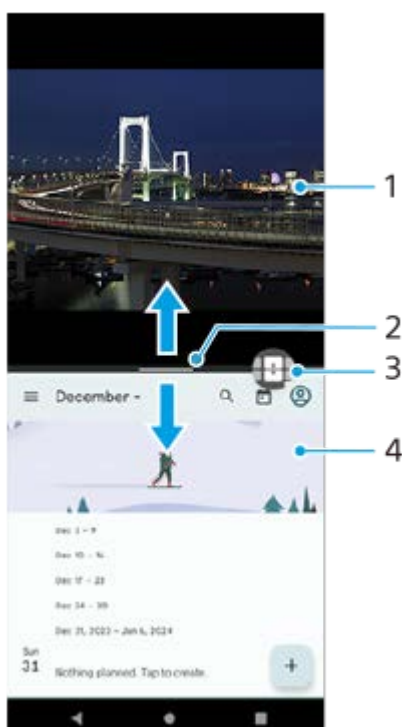 1
2
3
December
4
Dec 3 – 9
Dec 10 – 16
Dec 17 – 23
Dec 24 – 30
Dec 31, 2023 – Jan 6, 2024
Sun
31 Nothing planned. Tap to create.